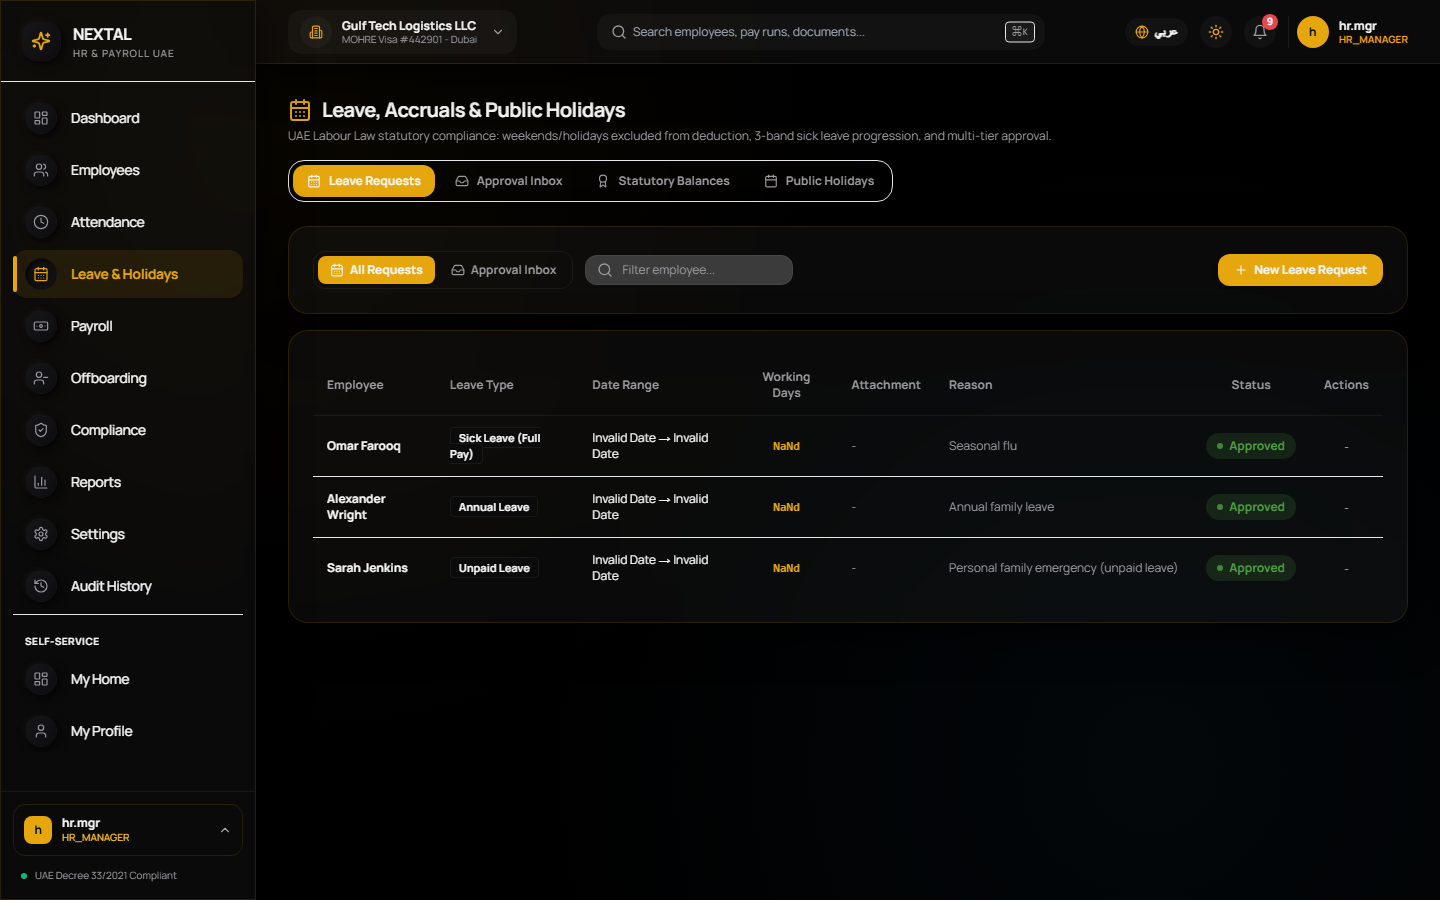 NEXTAL
HR & PAYROLL UAE
Gulf Tech Logistics LLC
MOHRE Visa #442901 - Dubai
Search employees, pay runs, documents...
⌘K
عربي
9
h
hr.mgr
HR_MANAGER
Dashboard
Employees
Attendance
Leave & Holidays
Payroll
Offboarding
Compliance
Reports
Settings
Audit History
SELF-SERVICE
My Home
My Profile
h
hr.mgr
HR_MANAGER
UAE Decree 33/2021 Compliant
Leave, Accruals & Public Holidays
UAE Labour Law statutory compliance: weekends/holidays excluded from deduction, 3-band sick leave progression, and multi-tier approval.
Leave Requests Approval Inbox Statutory Balances Public Holidays
All Requests Approval Inbox Filter employee... + New Leave Request
Employee Leave Type Date Range Working Days Attachment Reason Status Actions
Omar Farooq Sick Leave (Full Pay) Invalid Date → Invalid Date NaNd - Seasonal flu Approved -
Alexander Wright Annual Leave Invalid Date → Invalid Date NaNd - Annual family leave Approved -
Sarah Jenkins Unpaid Leave Invalid Date → Invalid Date NaNd - Personal family emergency (unpaid leave) Approved -